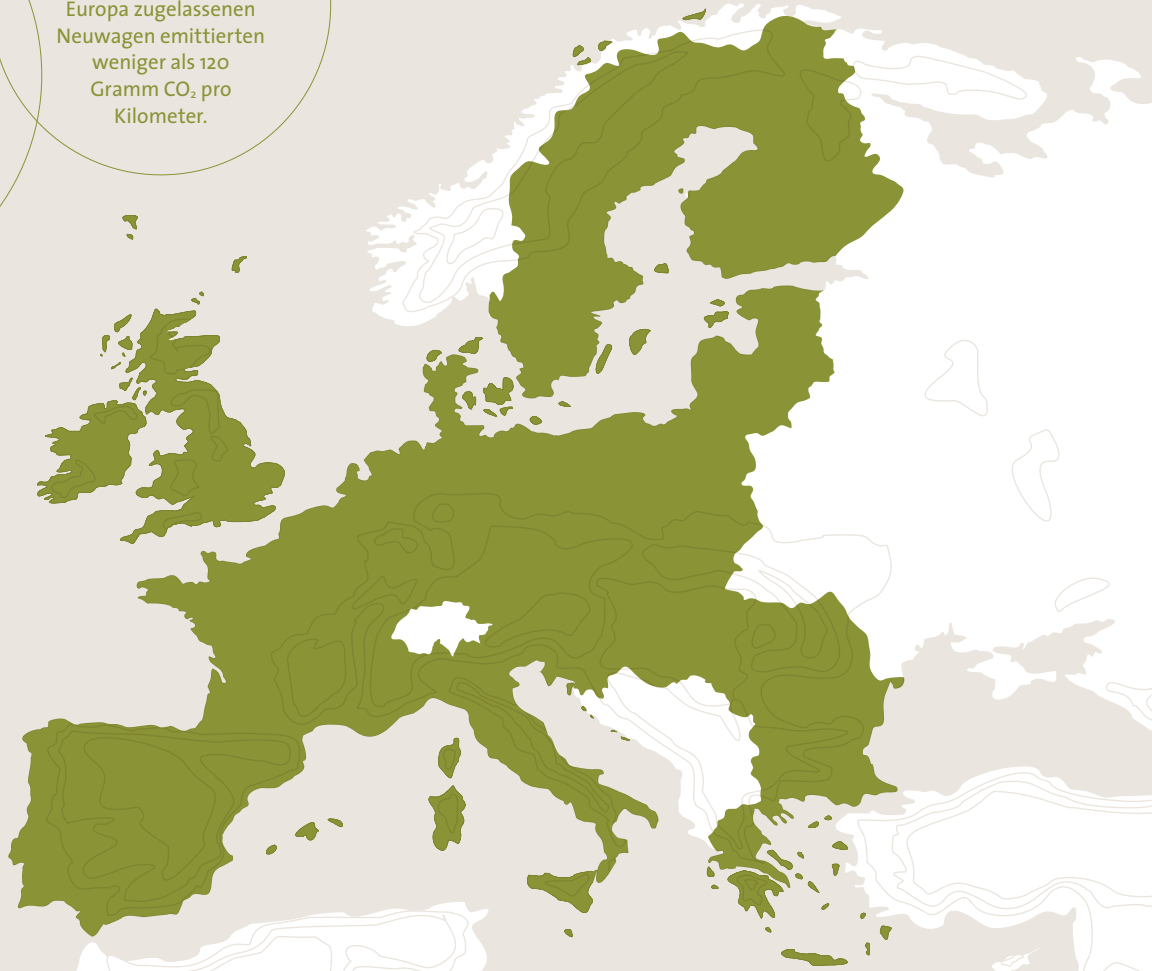 Europa zugelassenen
Neuwagen emittierten
weniger als 120
Gramm CO₂ pro
Kilometer.